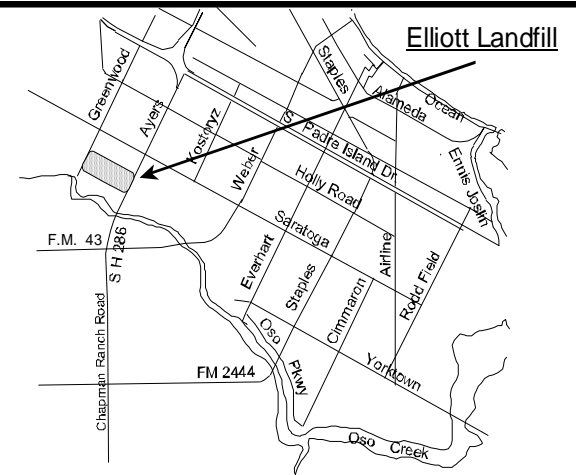 Elliott Landfill
Greenwood
Ayers
Kostoryz
Weber
S
Staples
Alameda
Ocean
Padre Island Dr
Ennis Joslin
Holly Road
Saratoga
F.M. 43
S H 286
Everhart
Staples
Airline
Cimmaron
Rodd Field
Chapman Ranch Road
Oso
Pkwy
Yorktown
FM 2444
Oso Creek